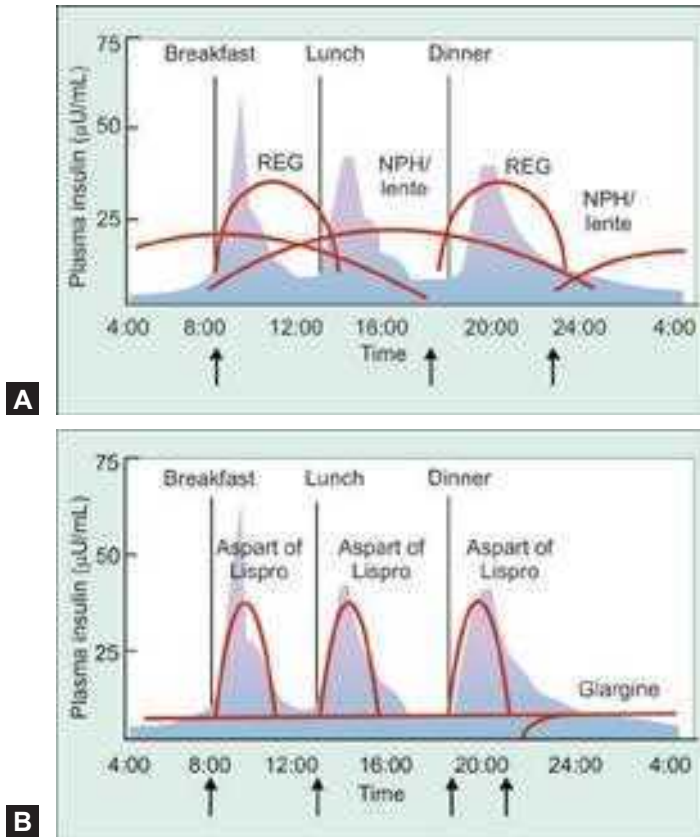 75
Breakfast
Lunch
Dinner
50
REG
NPH/
lente
REG
NPH/
lente
25
Plasma insulin (μU/mL)
4:00
8:00
12:00
16:00
20:00
24:00
4:00
Time
A
75
Breakfast
Lunch
Dinner
50
Aspart of
Lispro
Aspart of
Lispro
Aspart of
Lispro
25
Glargine
Plasma insulin (μU/mL)
4:00
8:00
12:00
16:00
20:00
24:00
4:00
Time
B